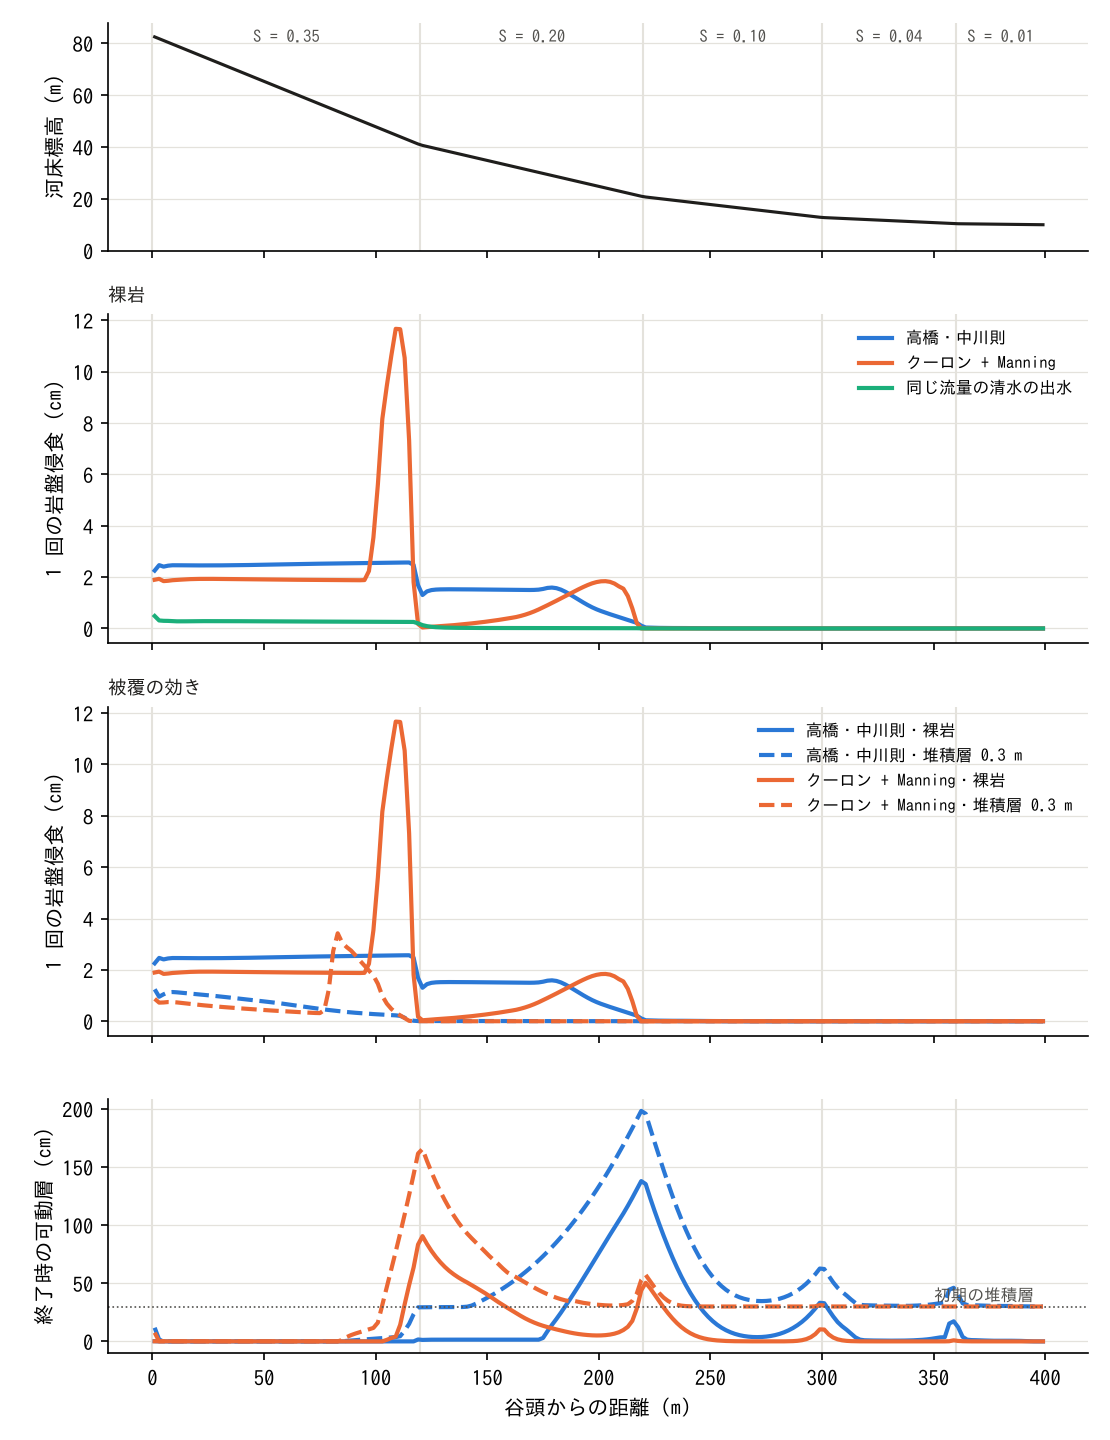 S = 0.35
S = 0.20
S = 0.10
S = 0.04
S = 0.01
河床標高 (m)
80
60
40
20
0
裸岩
1 回の岩盤侵食 (cm)
12
10
8
6
4
2
0
高橋・中川則
クーロン + Manning
同じ流量の清水の出水
被覆の効き
1 回の岩盤侵食 (cm)
12
10
8
6
4
2
0
高橋・中川則・裸岩
高橋・中川則・堆積層 0.3 m
クーロン + Manning・裸岩
クーロン + Manning・堆積層 0.3 m
終了時の可動層 (cm)
200
150
100
50
0
初期の堆積層
0 50 100 150 200 250 300 350 400
谷頭からの距離 (m)